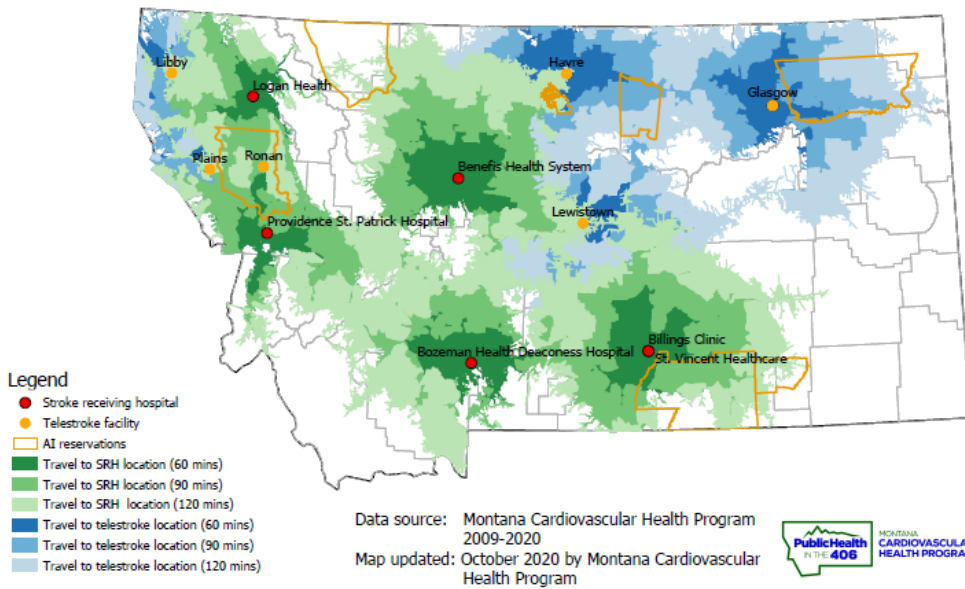 Libby
Havre
Logan Health
Glasgow
Plains
Ronan
Benefis Health System
Lewistown
Providence St. Patrick Hospital
Billings Clinic
Bozeman Health Deaconess Hospital
St. Vincent Healthcare
Legend
Stroke receiving hospital
Telestroke facility
AI reservations
Travel to SRH location (60 mins)
Travel to SRH location (90 mins)
Travel to SRH location (120 mins)
Travel to telestroke location (60 mins)
Travel to telestroke location (90 mins)
Travel to telestroke location (120 mins)
Data source: Montana Cardiovascular Health Program
2009-2020
Map updated: October 2020 by Montana Cardiovascular
Health Program
PublicHealth
IN THE 406
MONTANA
CARDIOVASCULA
HEALTH PROGRA